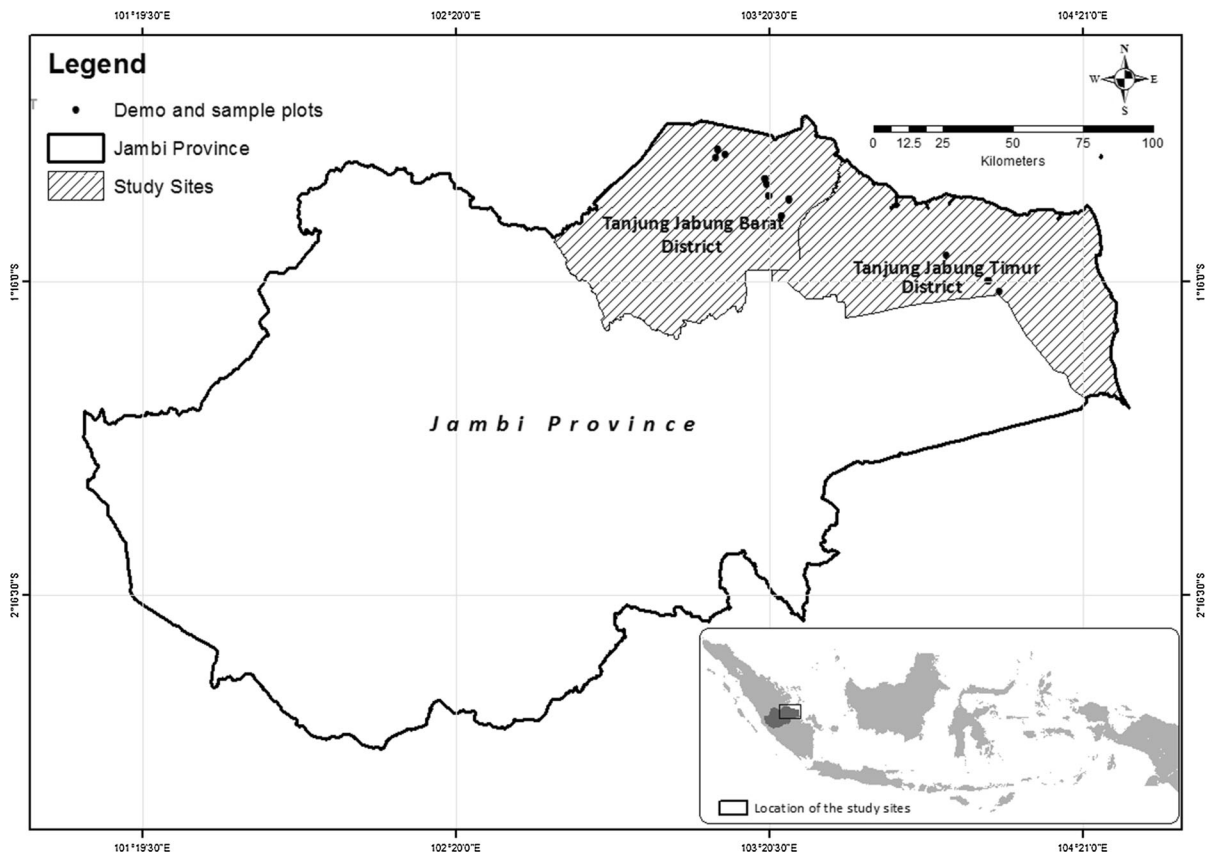 101°19'30"E 102°20'0"E 103°20'30"E 104°21'0"E
Legend
Demo and sample plots
Jambi Province
Study Sites
N
W E
S
0 12.5 25 50 75 100
Kilometers
T
Tanjung Jabung Barat
District
Tanjung Jabung Timur
District
1°16'0"S 1°16'0"S
Jambi Province
2°16'30"S 2°16'30"S
Location of the study sites
101°19'30"E 102°20'0"E 103°20'30"E 104°21'0"E